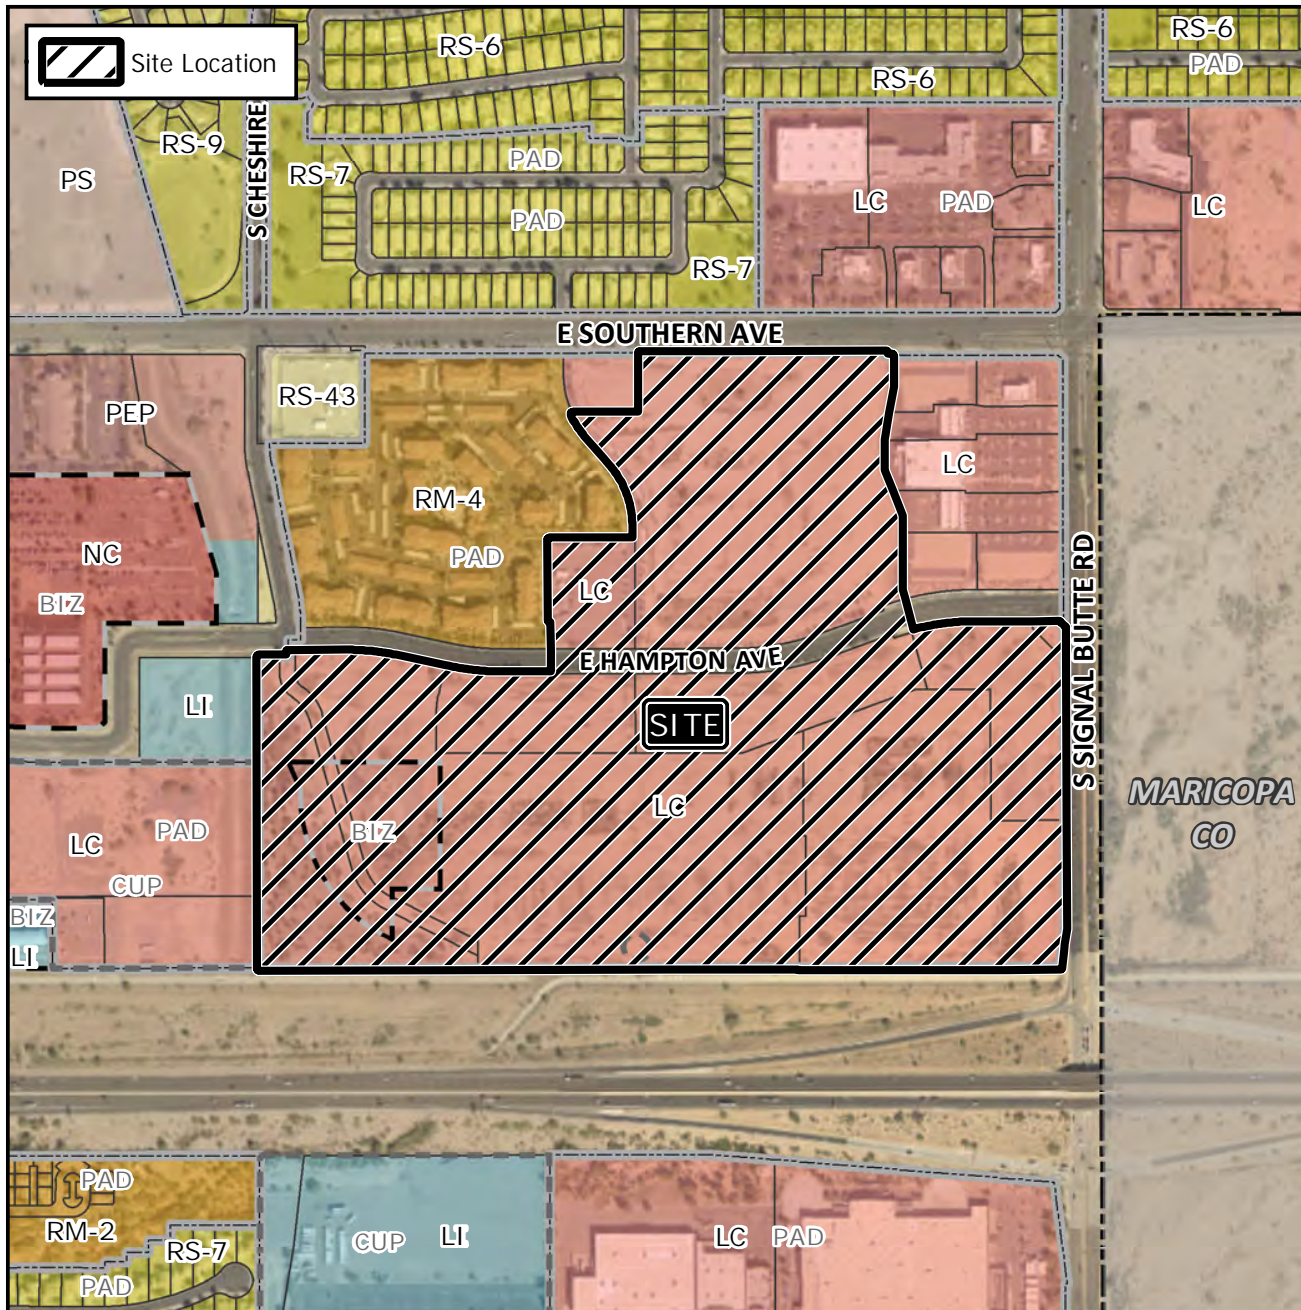 Site Location
RS-6
RS-6
PAD
RS-6
S CHESHIRE
RS-9
PS
RS-7
PAD
PAD
RS-7
LC
PAD
LC
E SOUTHERN AVE
RS-43
PEP
RM-4
PAD
LC
NC
BIZ
LC
E HAMPTON AVE
S SIGNAL BUTTE RD
LI
SITE
MARICOPA
CO
LC
BIZ
LC
PAD
CUP
BIZ
LI
PAD
RM-2
RS-7
PAD
CUP
LI
LC
PAD